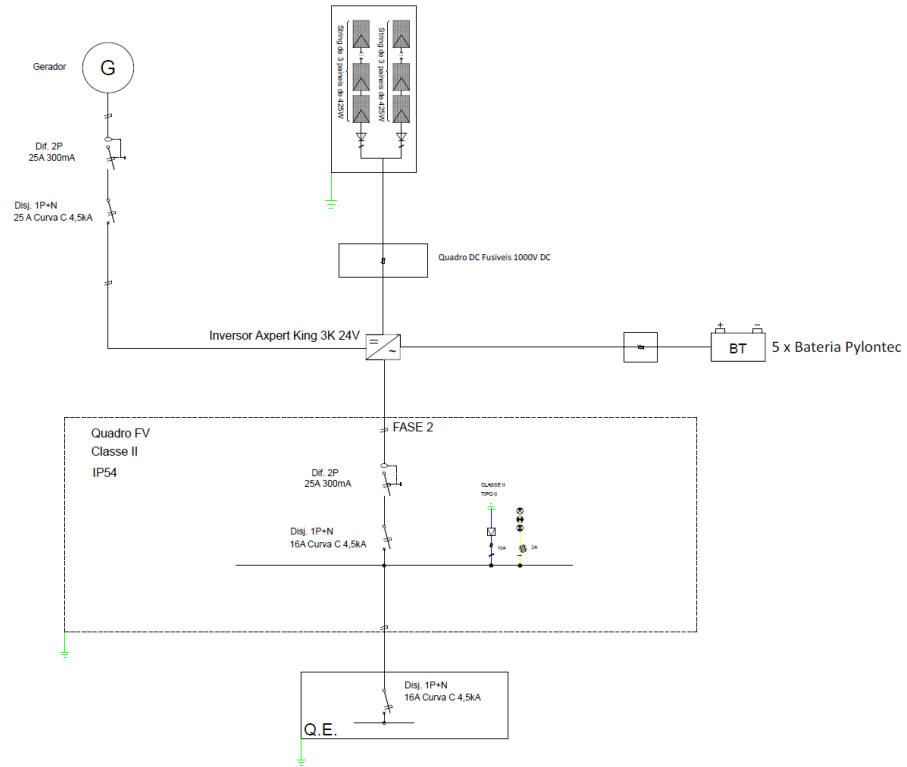 String de 3 paineis de 425W
String de 3 paineis de 425W
Gerador
G
Dif. 2P
25A 300mA
Disj. 1P+N
25 A Curva C 4,5kA
Quadro DC Fusiveis 1000V DC
Inversor Axpert King 3K 24V
+ −
BT
5 x Bateria Pylontec
Quadro FV
Classe II
IP54
FASE 2
Dif. 2P
25A 300mA
CLASSE II
TIPO II
Disj. 1P+N
16A Curva C 4,5kA
10A
2A
Disj. 1P+N
16A Curva C 4,5kA
Q.E.